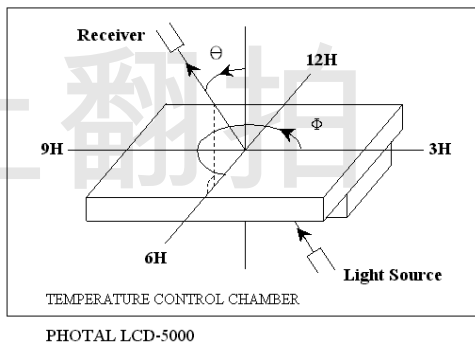 Receiver
Θ
12H
Φ
9H
3H
6H
Light Source
TEMPERATURE CONTROL CHAMBER
PHOTAL LCD-5000
翻拍